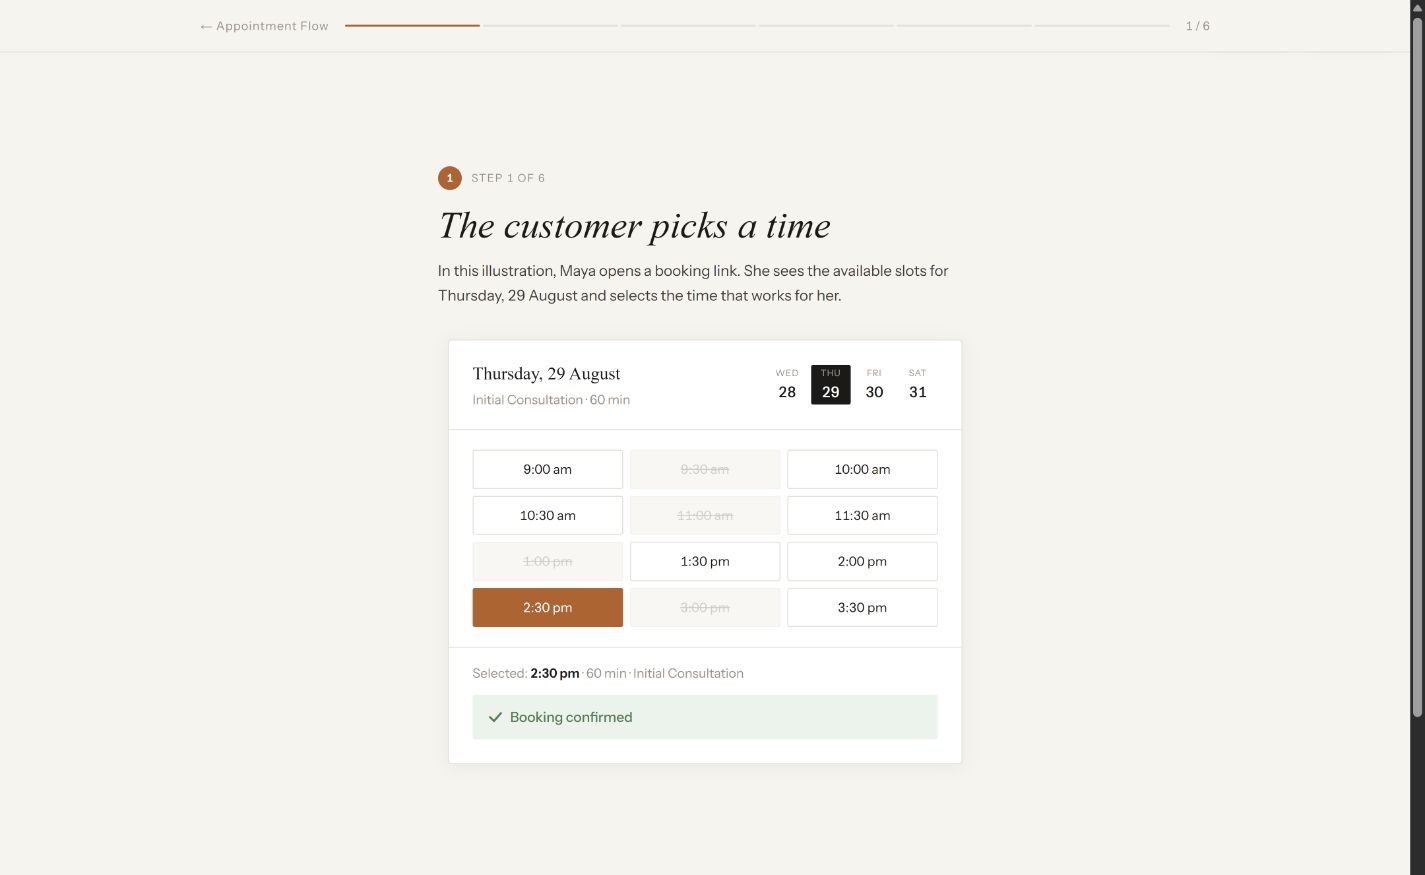 ← Appointment Flow
1 / 6
1 STEP 1 OF 6
The customer picks a time
In this illustration, Maya opens a booking link. She sees the available slots for
Thursday, 29 August and selects the time that works for her.
Thursday, 29 August
Initial Consultation · 60 min
WED THU FRI SAT
28 29 30 31
9:00 am 9:30 am 10:00 am
10:30 am 11:00 am 11:30 am
1:00 pm 1:30 pm 2:00 pm
2:30 pm 3:00 pm 3:30 pm
Selected: 2:30 pm · 60 min · Initial Consultation
Booking confirmed